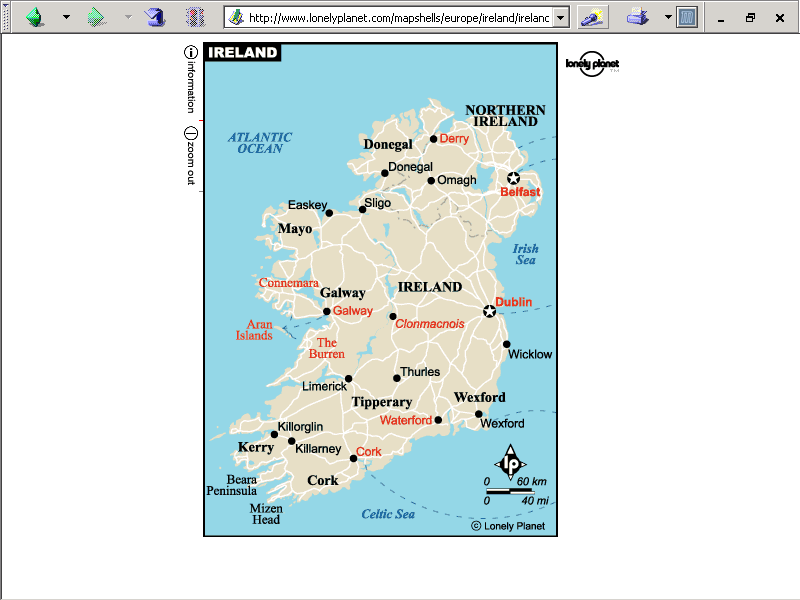 http://www.lonelyplanet.com/mapshells/europe/ireland/irelanc
IRELAND
information
zoom out
lonely planet
TM
ATLANTIC
OCEAN
NORTHERN
IRELAND
Donegal
Derry
Donegal
Omagh
Belfast
Easkey
Sligo
Mayo
Irish
Sea
Connemara
Galway
IRELAND
Galway
Dublin
Clonmacnois
Aran
Islands
The
Burren
Wicklow
Limerick
Thurles
Tipperary
Wexford
Waterford
Wexford
Killorglin
Kerry
Killarney
Cork
Cork
Beara
Peninsula
Mizen
Head
Celtic Sea
lp
0 60 km
0 40 mi
© Lonely Planet